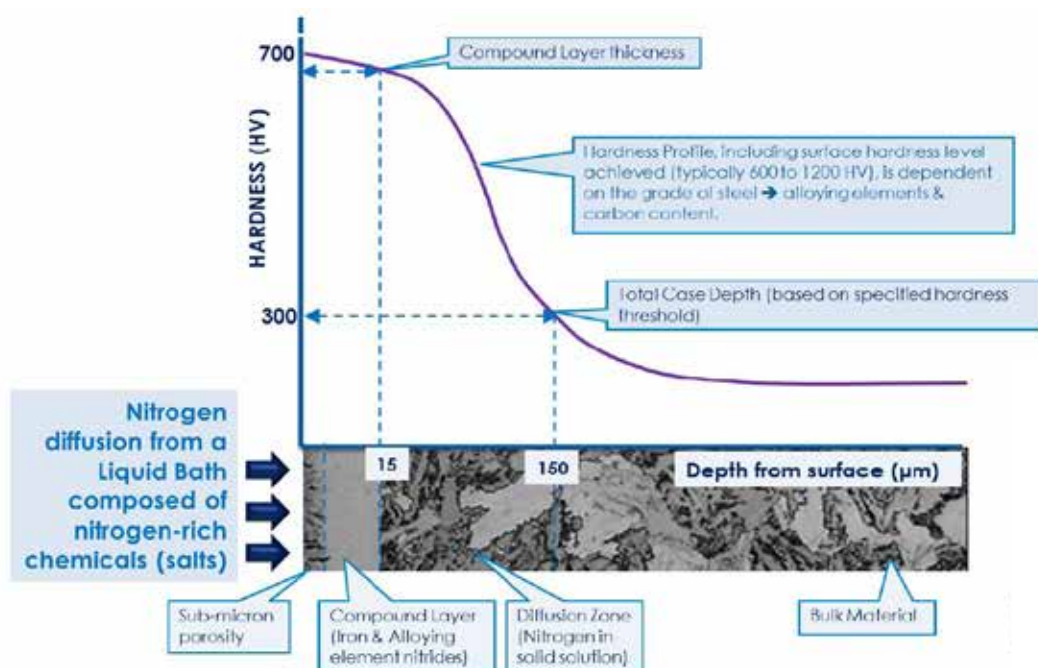 700
Compound Layer thickness
HARDNESS (HV)
Hardness Profile, including surface hardness level
achieved (typically 600 to 1200 HV), is dependent
on the grade of steel ➔ alloying elements &
carbon content.
Total Case Depth (based on specified hardness
threshold)
300
Nitrogen
diffusion from a
Liquid Bath
composed of
nitrogen-rich
chemicals (salts)
15
150
Depth from surface (µm)
Sub-micron
porosity
Compound Layer
(Iron & Alloying
element nitrides)
Diffusion Zone
(Nitrogen in
solid solution)
Bulk Material